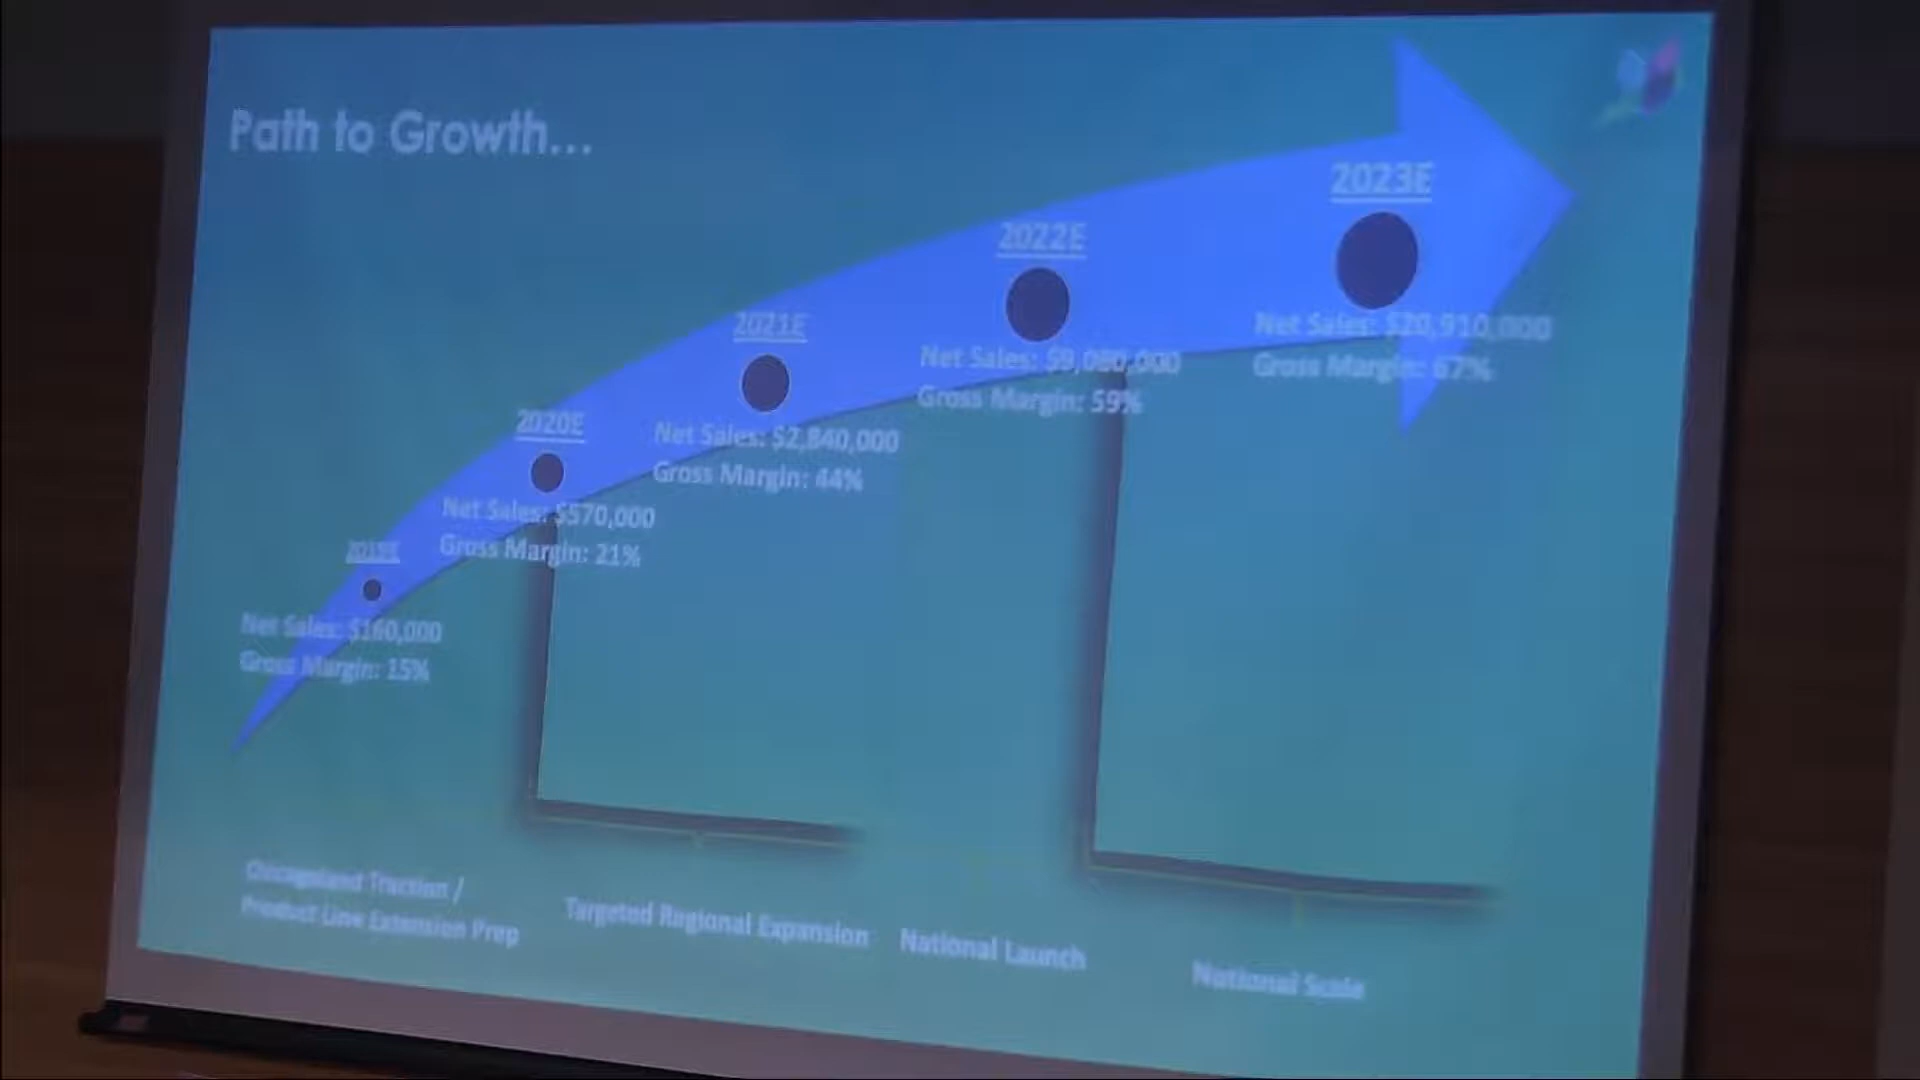 Path to Growth...
2023E
Net Sales: $20,910,000
Gross Margin: 67%
2022E
Net Sales: $9,080,000
Gross Margin: 59%
2021E
Net Sales: $2,840,000
Gross Margin: 44%
2020E
Net Sales: $570,000
Gross Margin: 21%
2019E
Net Sales: $160,000
Gross Margin: 15%
Chicagoland Traction /
Product Line Extension Prep
Targeted Regional Expansion
National Launch
National Scale